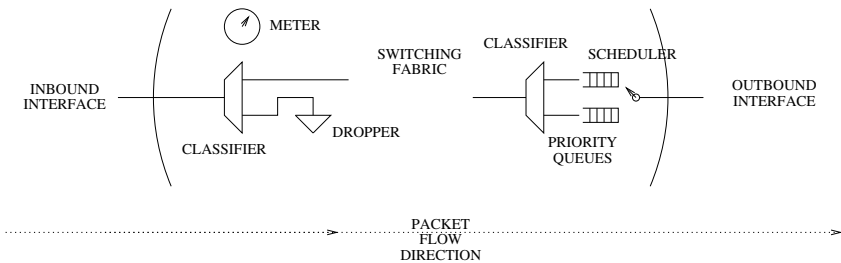 METER
INBOUND
INTERFACE
CLASSIFIER
DROPPER
SWITCHING
FABRIC
CLASSIFIER
SCHEDULER
PRIORITY
QUEUES
OUTBOUND
INTERFACE
PACKET
FLOW
DIRECTION